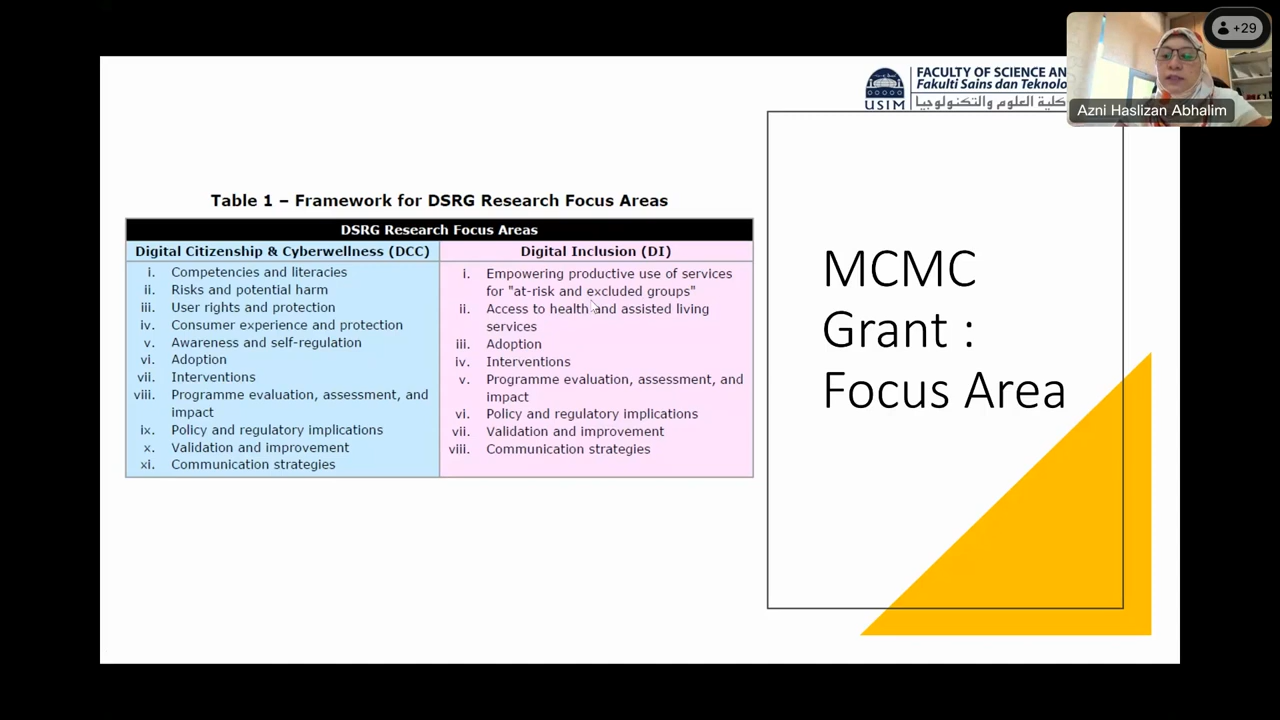 +29
FACULTY OF SCIENCE AN
Fakulti Sains dan Teknolo
كلية العلوم والتكنولوجيا
USIM
Azni Haslizan Abhalim
Table 1 – Framework for DSRG Research Focus Areas
DSRG Research Focus Areas
Digital Citizenship & Cyberwellness (DCC)
i. Competencies and literacies
ii. Risks and potential harm
iii. User rights and protection
iv. Consumer experience and protection
v. Awareness and self-regulation
vi. Adoption
vii. Interventions
viii. Programme evaluation, assessment, and
impact
ix. Policy and regulatory implications
x. Validation and improvement
xi. Communication strategies
Digital Inclusion (DI)
i. Empowering productive use of services
for "at-risk and excluded groups"
ii. Access to health and assisted living
services
iii. Adoption
iv. Interventions
v. Programme evaluation, assessment, and
impact
vi. Policy and regulatory implications
vii. Validation and improvement
viii. Communication strategies
MCMC
Grant :
Focus Area